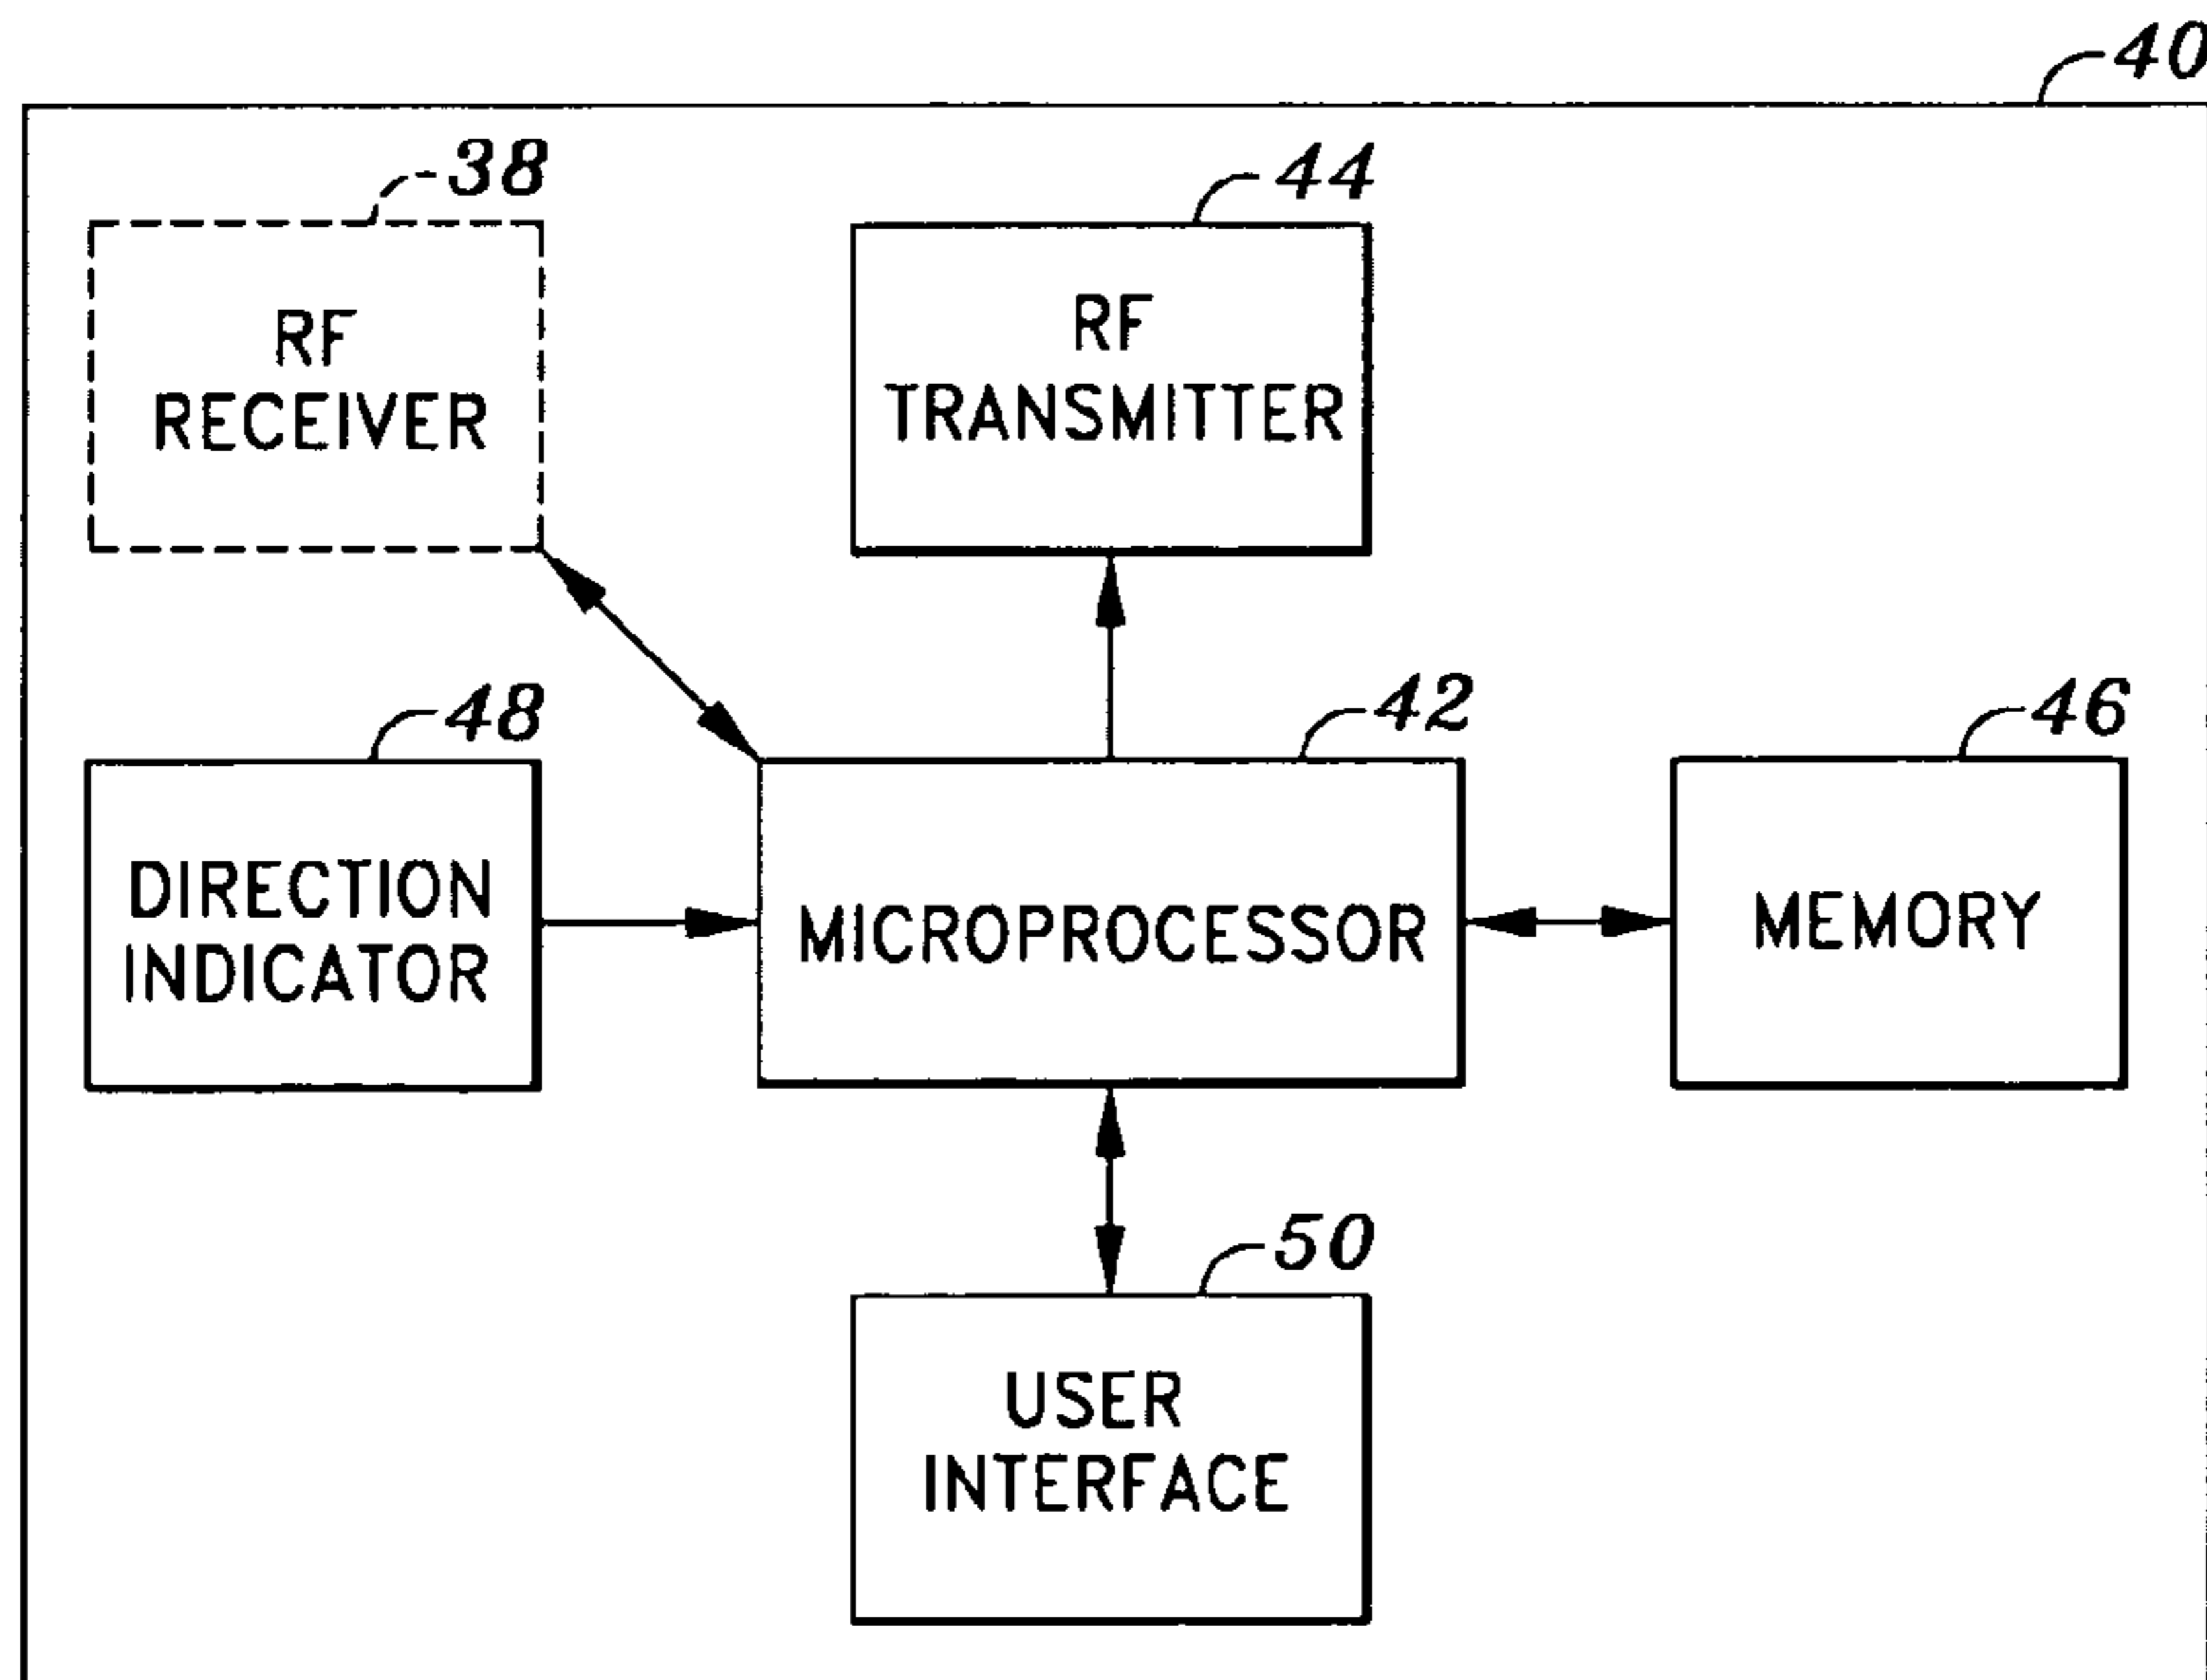 40
38
44
RF
RECEIVER
RF
TRANSMITTER
48
42
46
DIRECTION
INDICATOR
MICROPROCESSOR
MEMORY
50
USER
INTERFACE